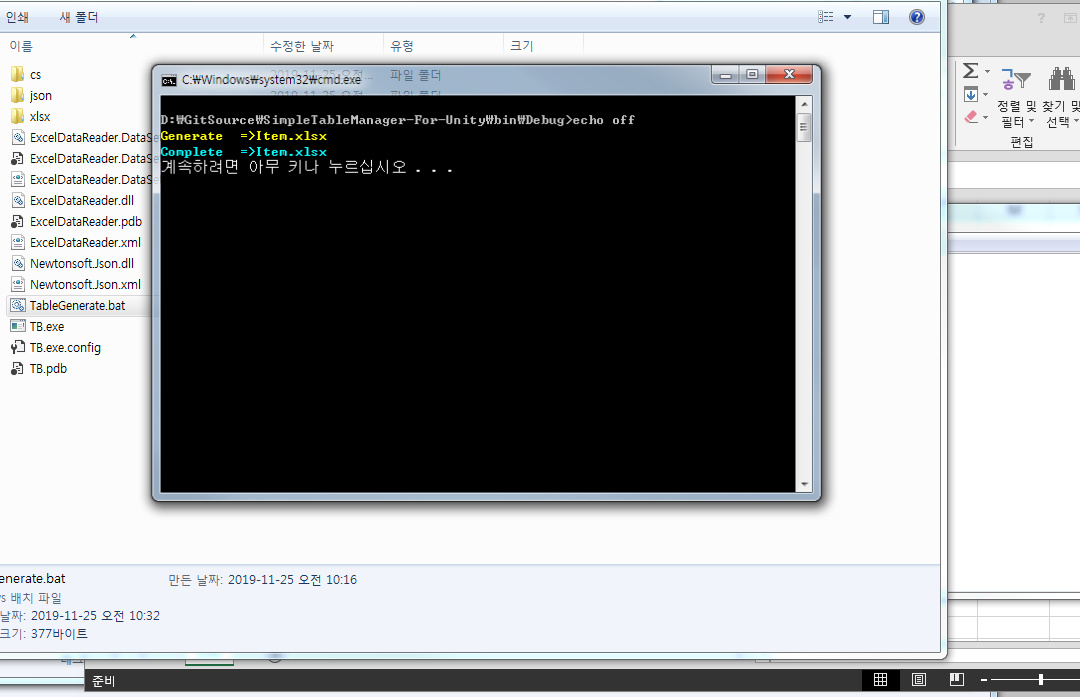 인쇄 새 폴더
이름 수정한 날짜 유형 크기
cs 파일 폴더
json 파일 폴더
xlsx
ExcelDataReader.DataSe
ExcelDataReader.DataSe
ExcelDataReader.DataSe
ExcelDataReader.dll
ExcelDataReader.pdb
ExcelDataReader.xml
Newtonsoft.Json.dll
Newtonsoft.Json.xml
TableGenerate.bat
TB.exe
TB.exe.config
TB.pdb
C:₩Windows₩system32₩cmd.exe
D:₩GitSource₩SimpleTableManager-For-Unity₩bin₩Debug>echo off
Generate =>Item.xlsx
Complete =>Item.xlsx
계속하려면 아무 키나 누르십시오 . . .
정렬 및 찾기 및
필터 선택
편집
enerate.bat 만든 날짜: 2019-11-25 오전 10:16
s 배치 파일
날짜: 2019-11-25 오전 10:32
크기: 377바이트
준비